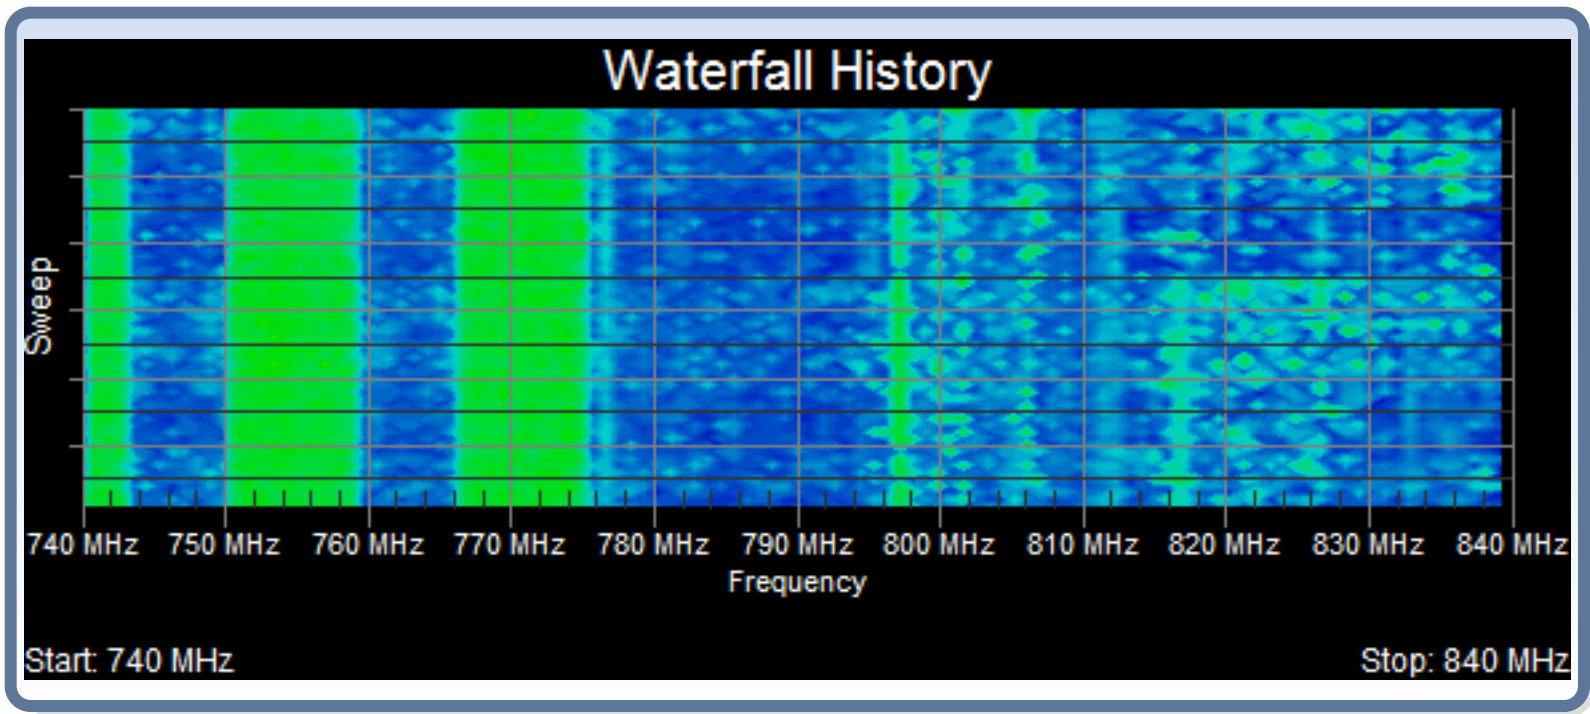 Waterfall History
Sweep
740 MHz 750 MHz 760 MHz 770 MHz 780 MHz 790 MHz 800 MHz 810 MHz 820 MHz 830 MHz 840 MHz
Frequency
Start: 740 MHz
Stop: 840 MHz